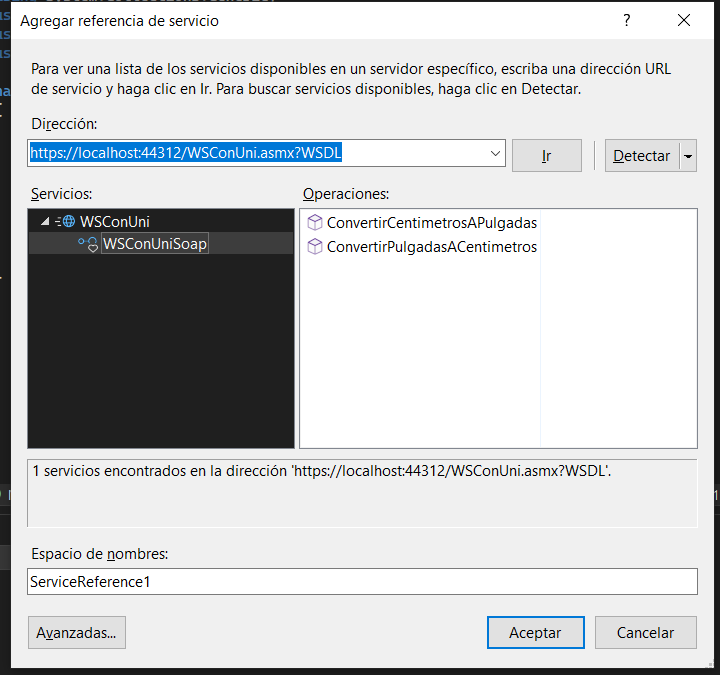 Agregar referencia de servicio
?
Para ver una lista de los servicios disponibles en un servidor específico, escriba una dirección URL
de servicio y haga clic en Ir. Para buscar servicios disponibles, haga clic en Detectar.
Dirección:
https://localhost:44312/WSConUni.asmx?WSDL
Ir
Detectar
Servicios:
Operaciones:
WSConUni
ConvertirCentimetrosAPulgadas
WSConUniSoap
ConvertirPulgadasACentimetros
1 servicios encontrados en la dirección 'https://localhost:44312/WSConUni.asmx?WSDL'.
Espacio de nombres:
ServiceReference1
Avanzadas...
Aceptar
Cancelar